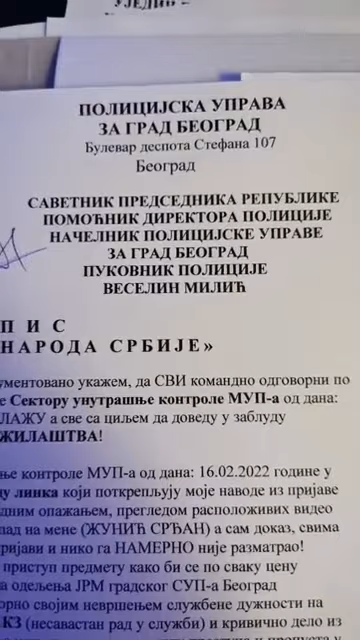 ПОЛИЦИЈСКА УПРАВА
ЗА ГРАД БЕОГРАД
Булевар деспота Стефана 107
Београд
САВЕТНИК ПРЕДСЕДНИКА РЕПУБЛИКЕ
ПОМОЋНИК ДИРЕКТОРА ПОЛИЦИЈЕ
НАЧЕЛНИК ПОЛИЦИЈСКЕ УПРАВЕ
ЗА ГРАД БЕОГРАД
ПУКОВНИК ПОЛИЦИЈЕ
ВЕСЕЛИН МИЛИЋ
П И С
НАРОДА СРБИЈЕ»
ументовано укажем, да СВИ командно одговорни по
е Сектору унутрашње контроле МУП-а од дана:
ЛАЖУ а све са циљем да доведу у заблуду
ЖИЛАШТВА!
ње контроле МУП-а од дана: 16.02.2022 године у
ду линка који поткрепљују моје наводе из пријаве
дним опажањем, прегледом расположивих видео
пад на мене (ЖУНИЋ СРЂАН) а сам доказ, свима
ријави и нико га НАМЕРНО није разматрао!
приступ предмету како би се по сваку цену
а одељења ЈРМ градског СУП-а Београд
орно својим невршењем службене дужности на
КЗ (несавастан рад у служби) и кривично дело из